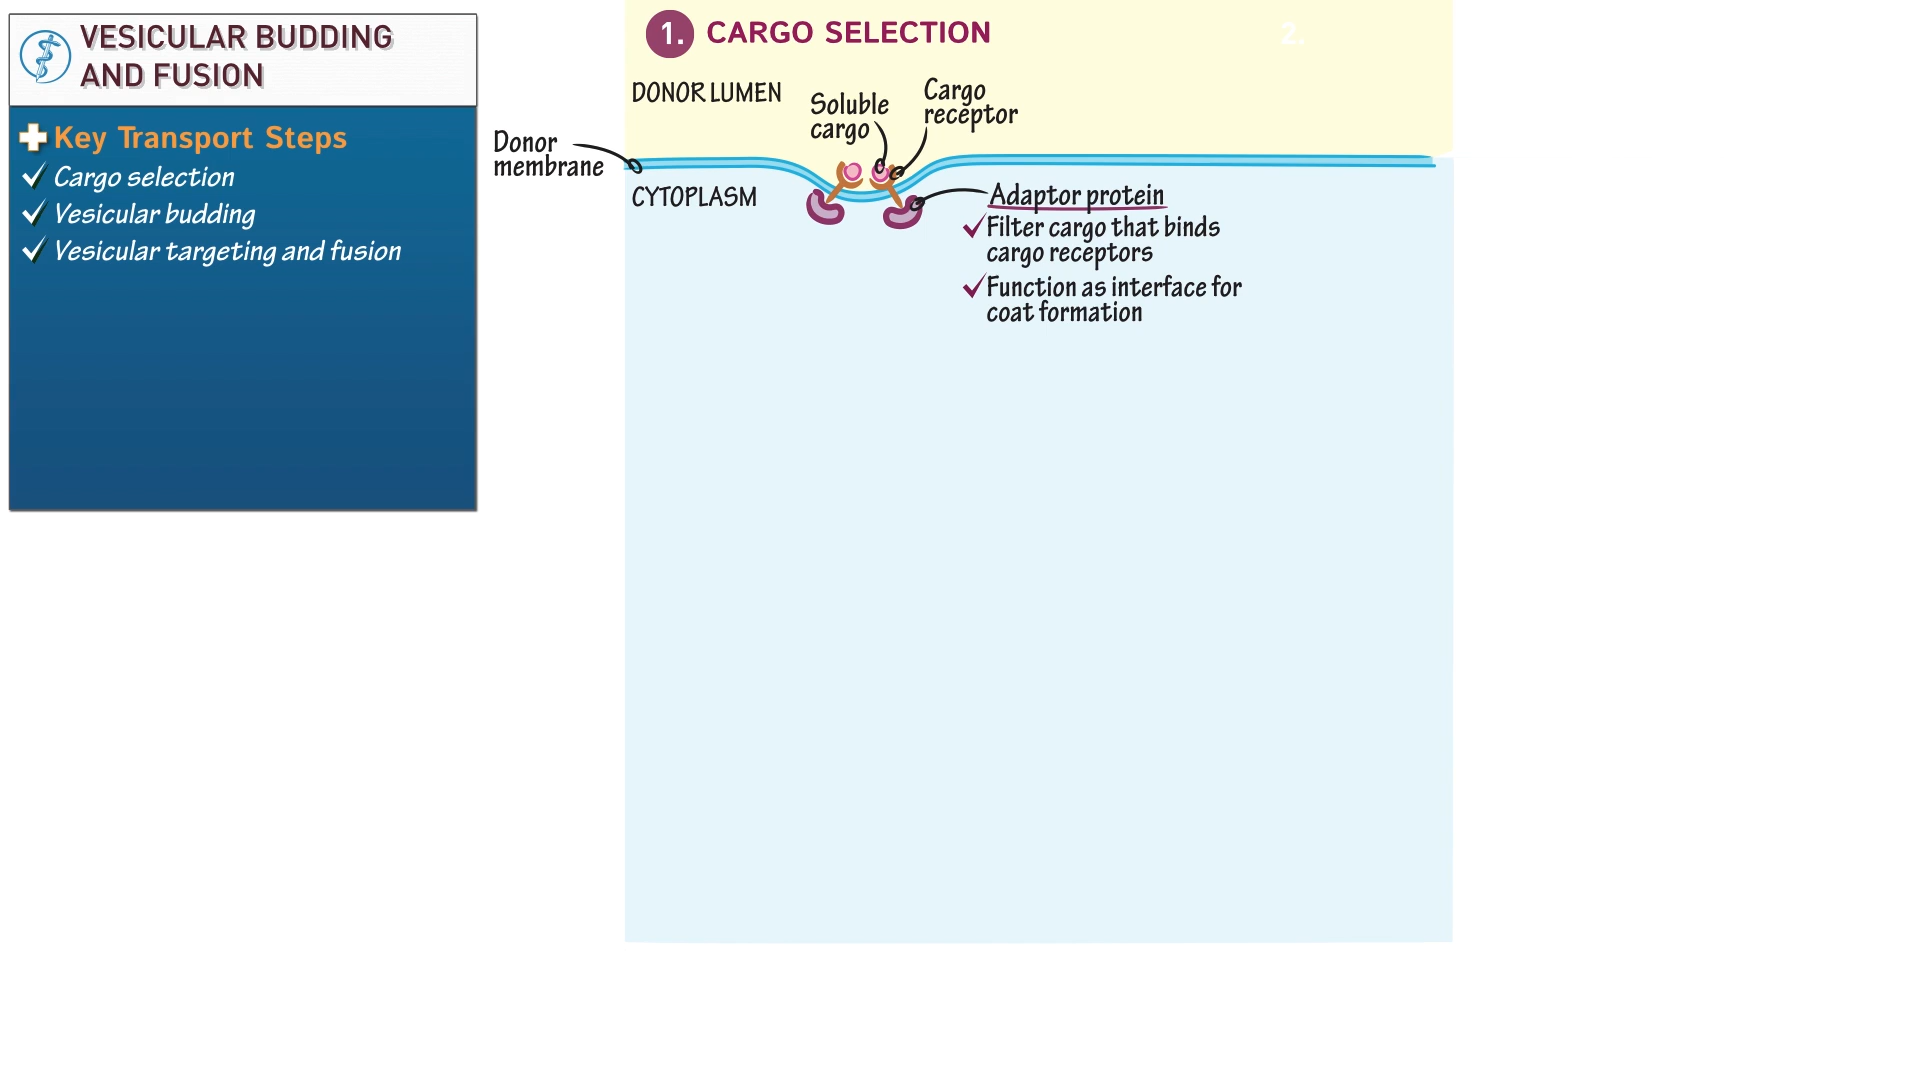 VESICULAR BUDDING
AND FUSION
Key Transport Steps
Cargo selection
Vesicular budding
Vesicular targeting and fusion
1. CARGO SELECTION
2.
DONOR LUMEN
Soluble
cargo
Cargo
receptor
Donor
membrane
CYTOPLASM
Adaptor protein
Filter cargo that binds
cargo receptors
Function as interface for
coat formation